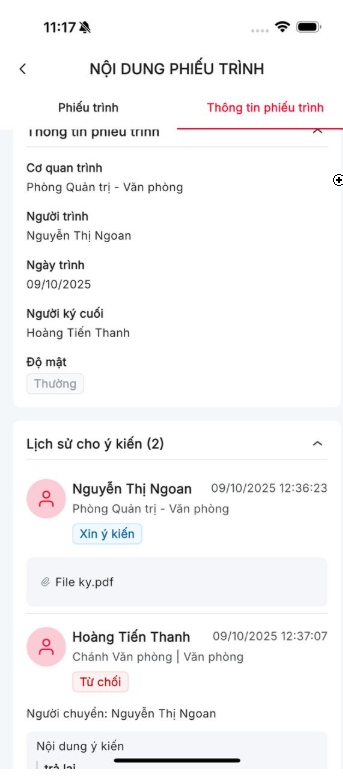 11:17
NỘI DUNG PHIẾU TRÌNH
Phiếu trình
Thông tin phiếu trình
Thông tin phiếu trình
Cơ quan trình
Phòng Quản trị - Văn phòng
Người trình
Nguyễn Thị Ngoan
Ngày trình
09/10/2025
Người ký cuối
Hoàng Tiến Thanh
Độ mật
Thường
Lịch sử cho ý kiến (2)
Nguyễn Thị Ngoan
09/10/2025 12:36:23
Phòng Quản trị - Văn phòng
Xin ý kiến
File ky.pdf
Hoàng Tiến Thanh
09/10/2025 12:37:07
Chánh Văn phòng | Văn phòng
Từ chối
Người chuyển: Nguyễn Thị Ngoan
Nội dung ý kiến
trả lại